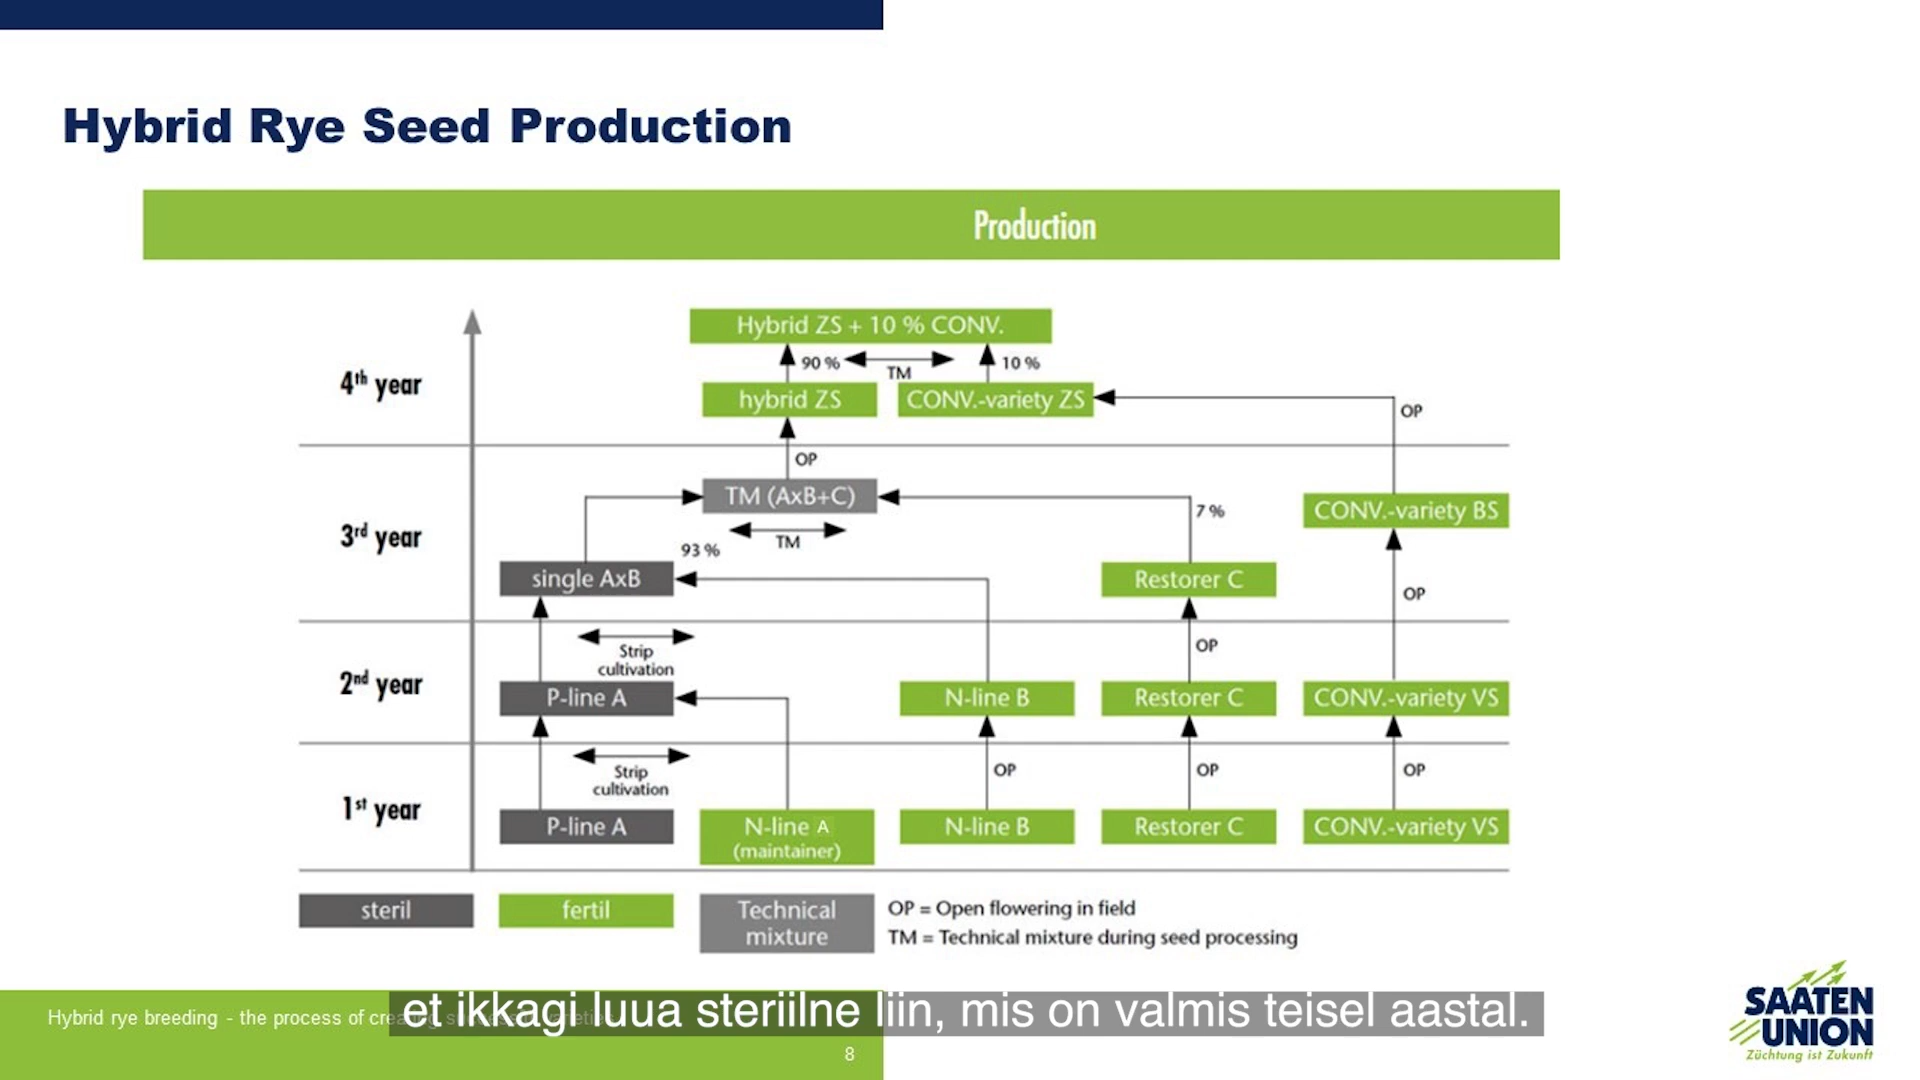 Hybrid Rye Seed Production
Production
Hybrid ZS + 10 % CONV.
90 %
TM
10 %
4th year
hybrid ZS
CONV.-variety ZS
OP
OP
TM (AxB+C)
7 %
CONV.-variety BS
3rd year
TM
93 %
single AxB
Restorer C
OP
Strip
cultivation
OP
2nd year
P-line A
N-line B
Restorer C
CONV.-variety VS
Strip
cultivation
OP
OP
OP
1st year
P-line A
N-line A
(maintainer)
N-line B
Restorer C
CONV.-variety VS
steril
fertil
Technical
mixture
OP = Open flowering in field
TM = Technical mixture during seed processing
Hybrid rye breeding - the process of
et ikkagi luua steriilne liin, mis on valmis teisel aastal.
8
SAATEN
UNION
Züchtung ist Zukunft